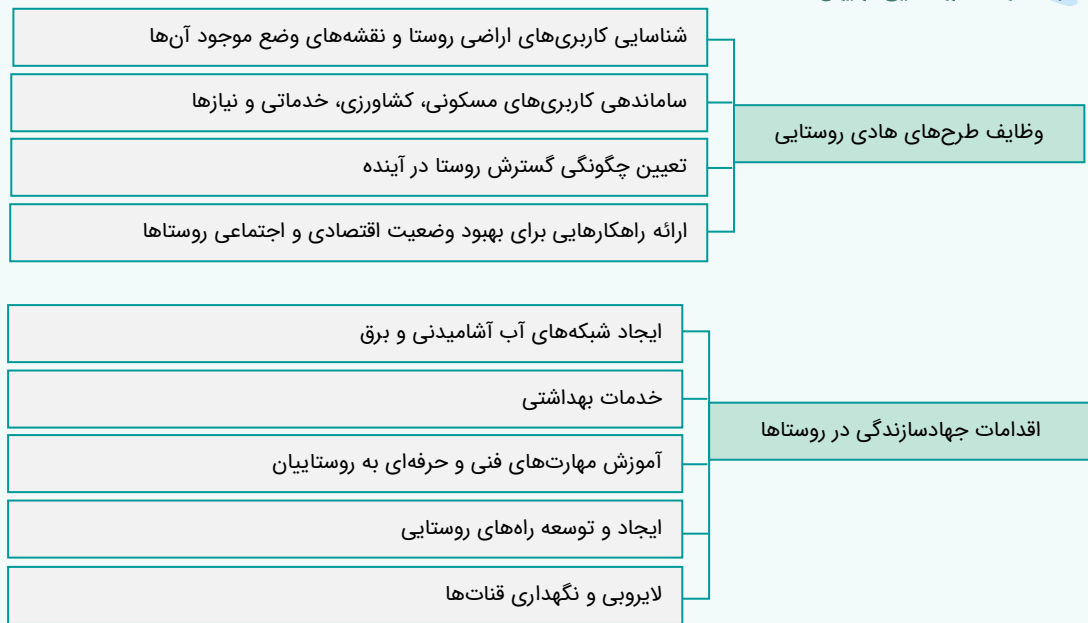 وظایف طرح‌های هادی روستایی
شناسایی کاربری‌های اراضی روستا و نقشه‌های وضع موجود آن‌ها
ساماندهی کاربری‌های مسکونی، کشاورزی، خدماتی و نیازها
تعیین چگونگی گسترش روستا در آینده
ارائه راهکارهایی برای بهبود وضعیت اقتصادی و اجتماعی روستاها
اقدامات جهادسازندگی در روستاها
ایجاد شبکه‌های آب آشامیدنی و برق
خدمات بهداشتی
آموزش مهارت‌های فنی و حرفه‌ای به روستاییان
ایجاد و توسعه راه‌های روستایی
لایروبی و نگهداری قنات‌ها